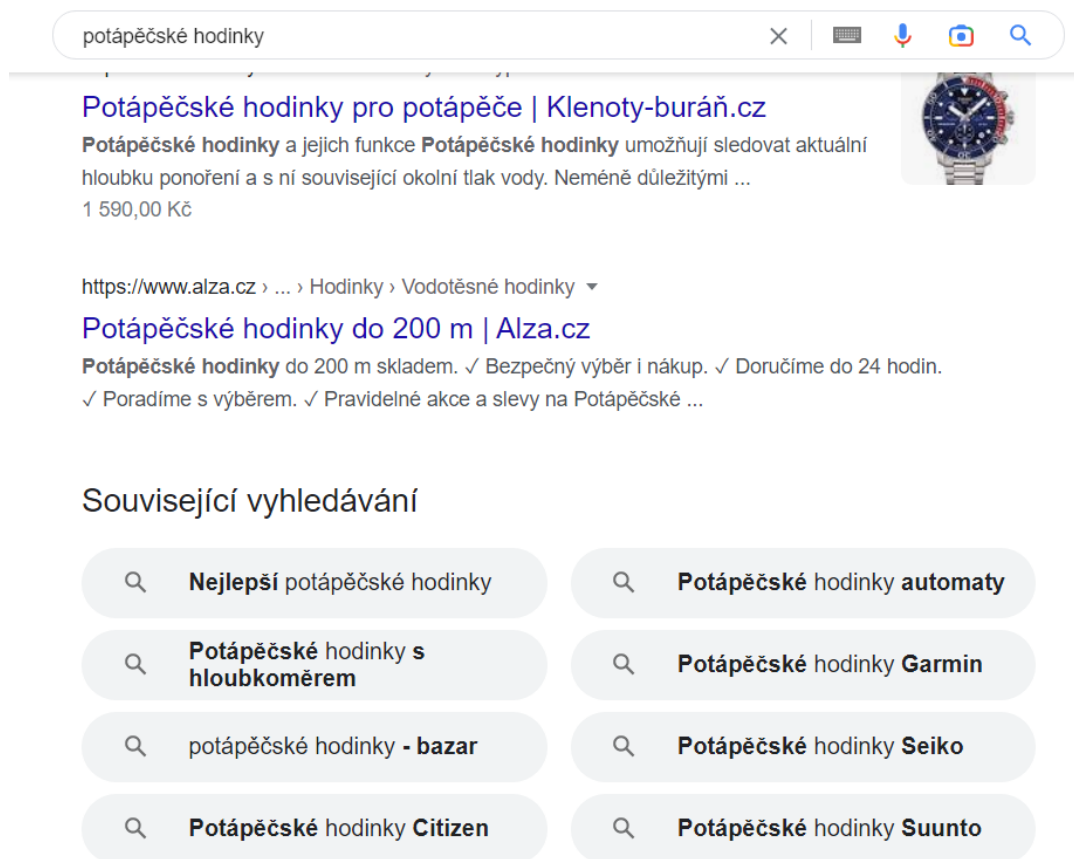 potápěčské hodinky
Potápěčské hodinky pro potápěče | Klenoty-buráň.cz
Potápěčské hodinky a jejich funkce Potápěčské hodinky umožňují sledovat aktuální
hloubku ponoření a s ní související okolní tlak vody. Neméně důležitými ...
1 590,00 Kč
https://www.alza.cz › ... › Hodinky › Vodotěsné hodinky
Potápěčské hodinky do 200 m | Alza.cz
Potápěčské hodinky do 200 m skladem. ✓ Bezpečný výběr i nákup. ✓ Doručíme do 24 hodin.
✓ Poradíme s výběrem. ✓ Pravidelné akce a slevy na Potápěčské ...
Související vyhledávání
Nejlepší potápěčské hodinky
Potápěčské hodinky automaty
Potápěčské hodinky s
hloubkoměrem
Potápěčské hodinky Garmin
potápěčské hodinky - bazar
Potápěčské hodinky Seiko
Potápěčské hodinky Citizen
Potápěčské hodinky Suunto